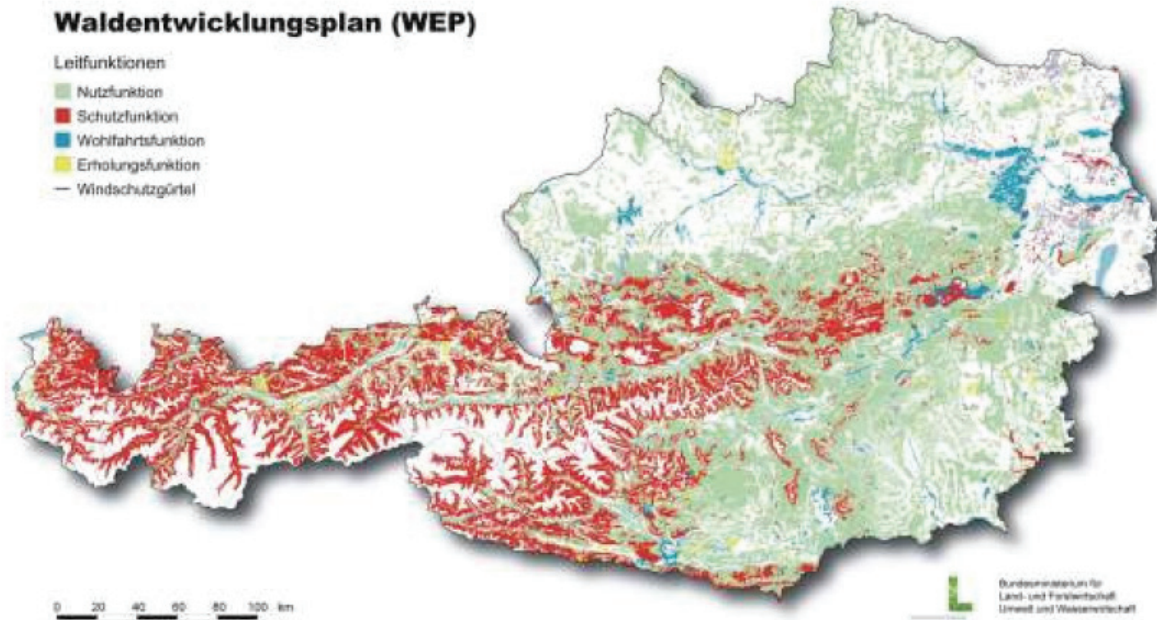 Waldentwicklungsplan (WEP)
Leitfunktionen
Nutzfunktion
Schutzfunktion
Wohlfahrtsfunktion
Erholungsfunktion
Windschutzgürtel
0 20 40 60 80 100 km
Bundesministerium für
Land- und Forstwirtschaft
Umwelt und Wasserwirtschaft